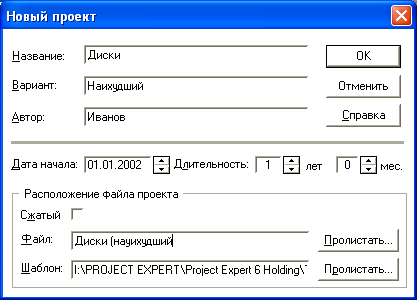 Новый проект
Название: Диски OK
Вариант: Наихудший Отменить
Автор: Иванов Справка
Дата начала: 01.01.2002 Длительность: 1 лет 0 мес.
Расположение файла проекта
Сжатый
Файл: Диски (науихудший Пролистать...
Шаблон: I:\PROJECT EXPERT\Project Expert 6 Holding\ Пролистать...